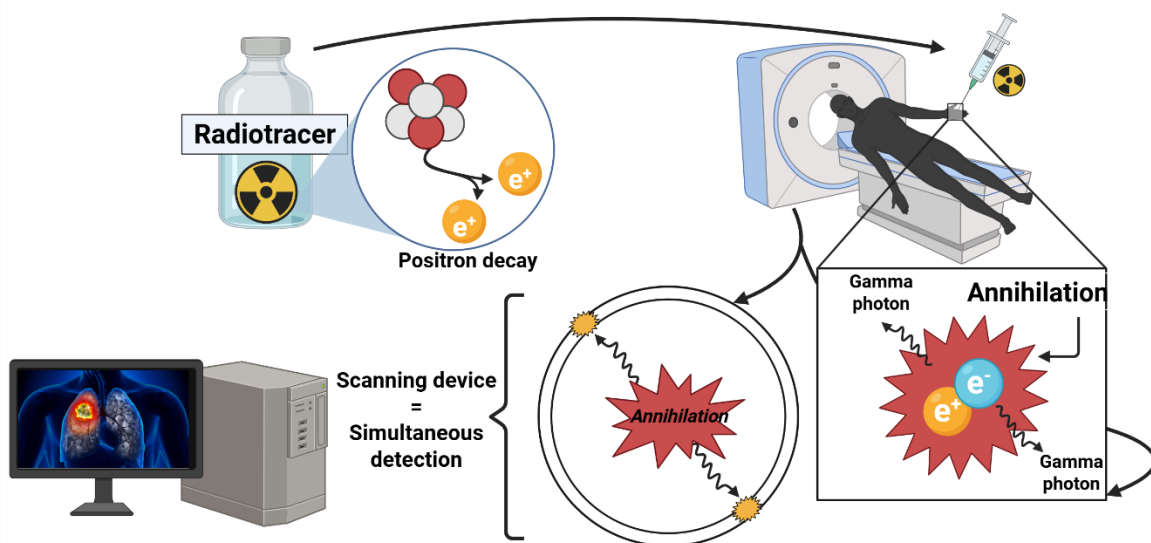 Radiotracer
e+
e+
Positron decay
Gamma
photon
Annihilation
e-
e+
Gamma
photon
Scanning device
=
Simultaneous
detection
Annihilation